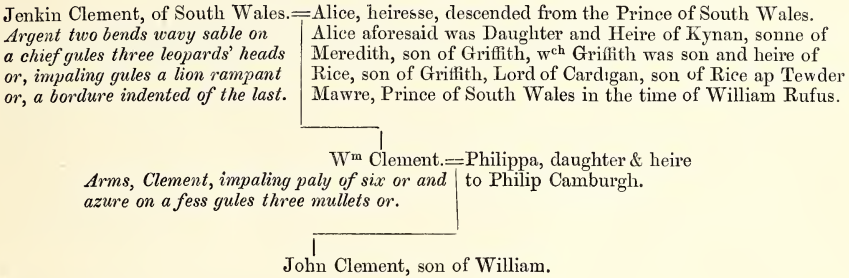 Jenkin Clement, of South Wales.=Alice, heiresse, descended from the Prince of South Wales.
Argent two bends wavy sable on
a chief gules three leopards' heads
or, impaling gules a lion rampant
or, a bordure indented of the last.
Alice aforesaid was Daughter and Heire of Kynan, sonne of
Meredith, son of Griffith, wch Griffith was son and heire of
Rice, son of Griffith, Lord of Cardigan, son of Rice ap Tewder
Mawre, Prince of South Wales in the time of William Rufus.
Wm Clement.=Philippa, daughter & heire
to Philip Camburgh.
Arms, Clement, impaling paly of six or and
azure on a fess gules three mullets or.
John Clement, son of William.